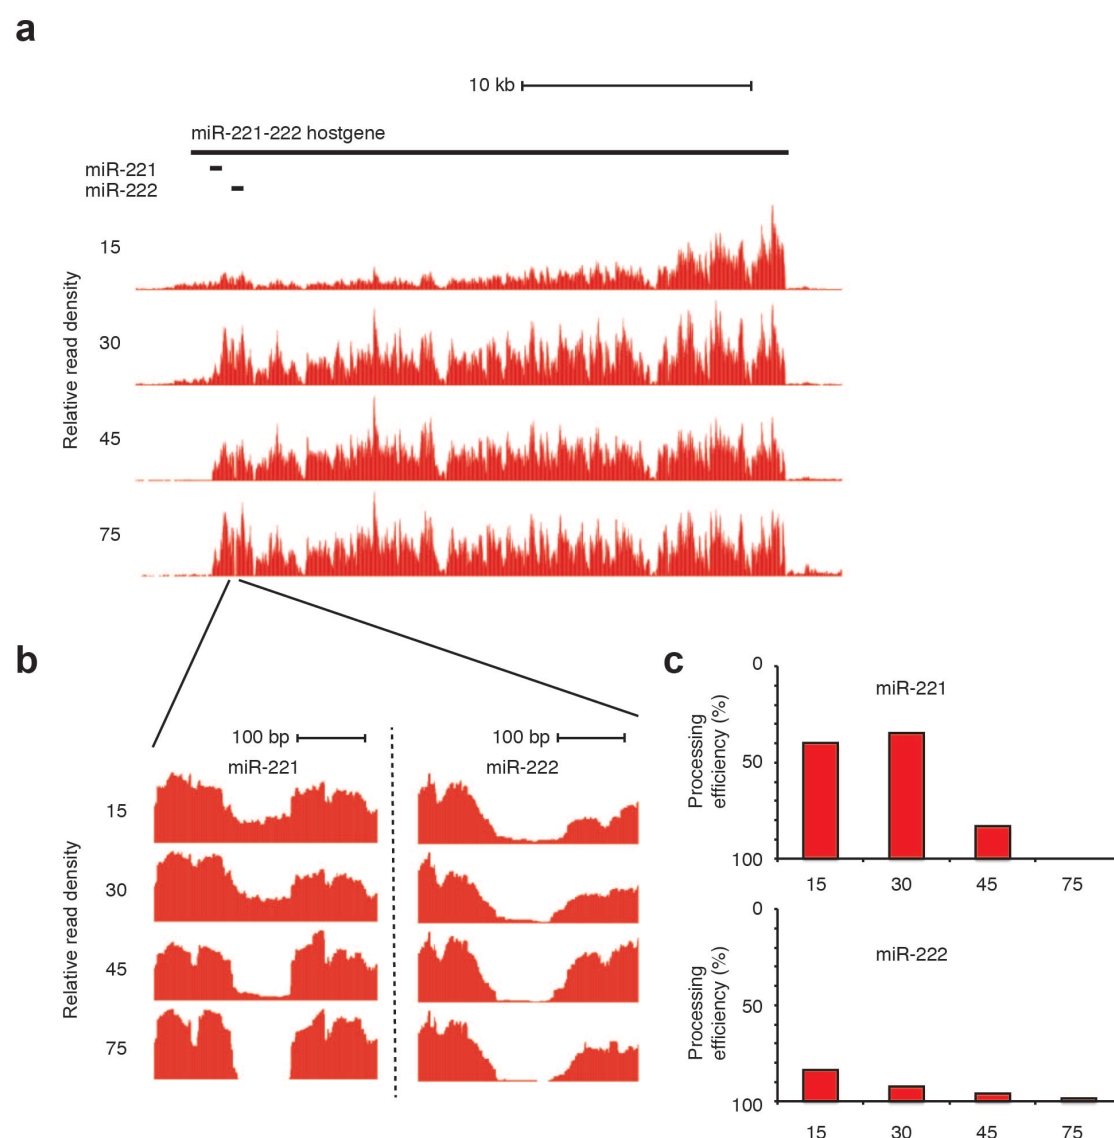 a
10 kb
miR-221-222 hostgene
miR-221
miR-222
Relative read density
15
30
45
75
b
100 bp
miR-221
100 bp
miR-222
Relative read density
15
30
45
75
c
Processing
efficiency (%)
miR-221
0
50
100
15 30 45 75
Processing
efficiency (%)
miR-222
0
50
100
15 30 45 75